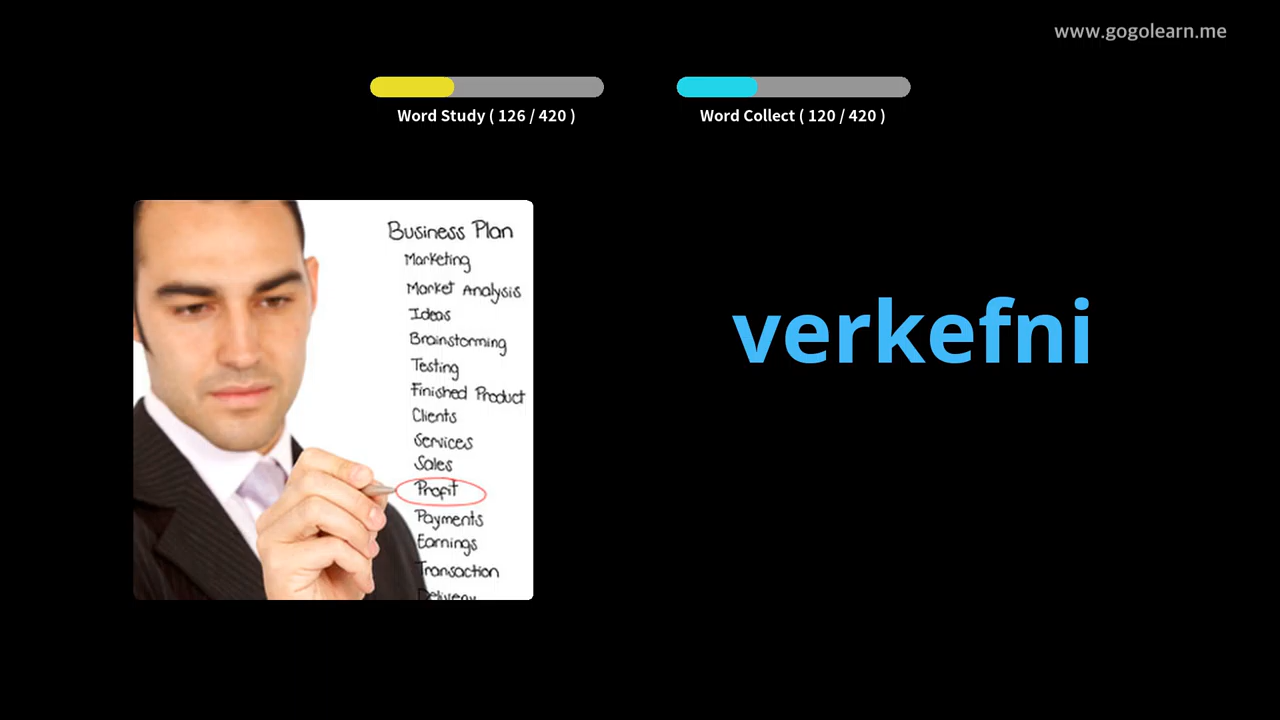 www.gogolearn.me
Word Study ( 126 / 420 )
Word Collect ( 120 / 420 )
Business Plan
Marketing
Market Analysis
Ideas
Brainstorming
Testing
Finished Product
Clients
Services
Sales
Profit
Payments
Earnings
Transaction
Delivery
verkefni